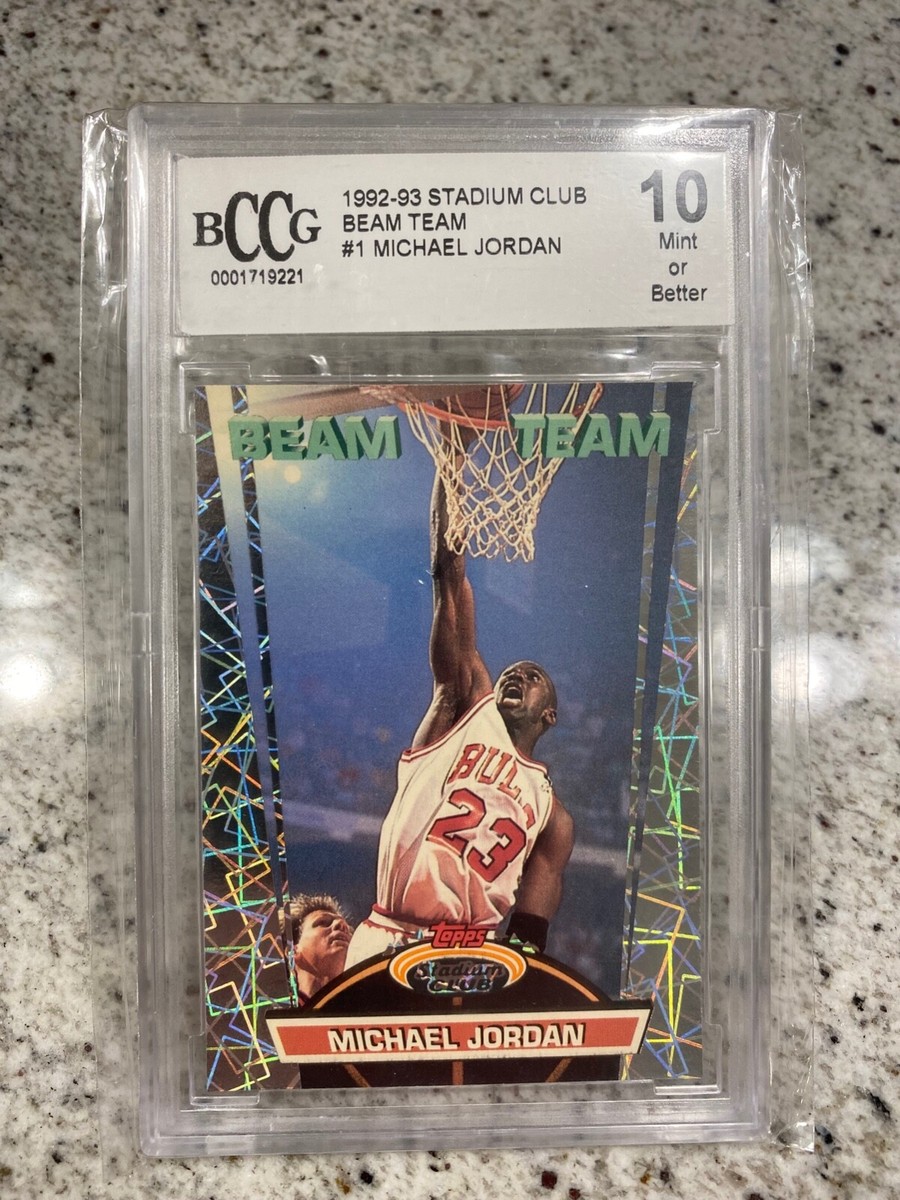 BCCG
0001719221
1992-93 STADIUM CLUB
BEAM TEAM
#1 MICHAEL JORDAN
10
Mint
or
Better
BEAM TEAM
BULLS
23
TOPPS
Stadium
CLUB
MICHAEL JORDAN